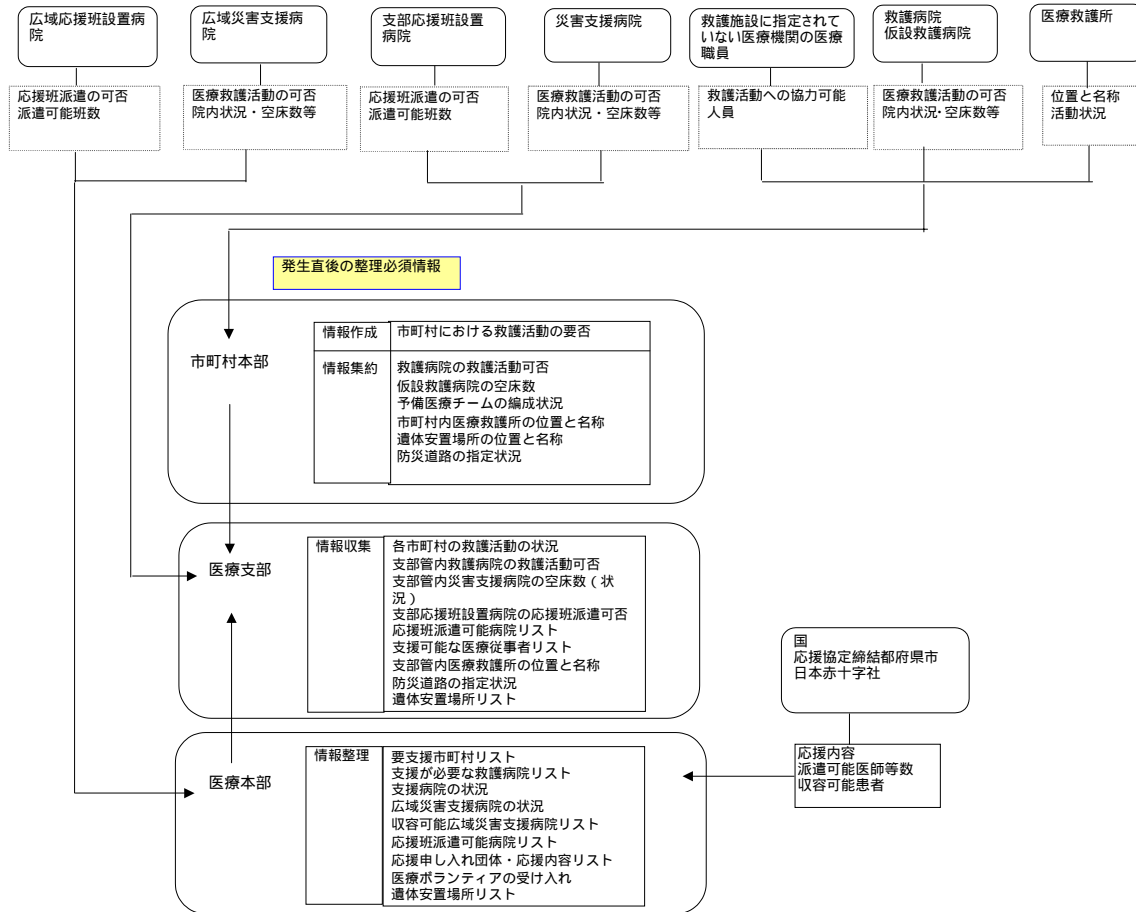 広域応援班設置病
院
広域災害支援病
院
支部応援班設置
病院
災害支援病院
救護施設に指定されて
いない医療機関の医療
職員
救護病院
仮設救護病院
医療救護所
応援班派遣の可否
派遣可能班数
医療救護活動の可否
院内状況・空床数等
応援班派遣の可否
派遣可能班数
医療救護活動の可否
院内状況・空床数等
救護活動への協力可能
人員
医療救護活動の可否
院内状況・空床数等
位置と名称
活動状況
発生直後の整理必須情報
市町村本部
情報作成
市町村における救護活動の要否
情報集約
救護病院の救護活動可否
仮設救護病院の空床数
予備医療チームの編成状況
市町村内医療救護所の位置と名称
遺体安置場所の位置と名称
防災道路の指定状況
医療支部
情報収集
各市町村の救護活動の状況
支部管内救護病院の救護活動可否
支部管内災害支援病院の空床数(状
況)
支部応援班設置病院の応援班派遣可否
応援班派遣可能病院リスト
支援可能な医療従事者リスト
支部管内医療救護所の位置と名称
防災道路の指定状況
遺体安置場所リスト
国
応援協定締結都府県市
日本赤十字社
応援内容
派遣可能医師等数
収容可能患者
医療本部
情報整理
要支援市町村リスト
支援が必要な救護病院リスト
支援病院の状況
広域災害支援病院の状況
収容可能広域災害支援病院リスト
応援班派遣可能病院リスト
応援申し入れ団体・応援内容リスト
医療ボランティアの受け入れ
遺体安置場所リスト